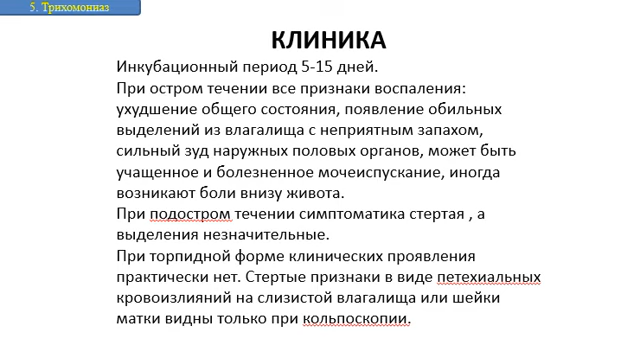 5. Трихомонназ
КЛИНИКА
Инкубационный период 5-15 дней.
При остром течении все признаки воспаления:
ухудшение общего состояния, появление обильных
выделений из влагалища с неприятным запахом,
сильный зуд наружных половых органов, может быть
учащенное и болезненное мочеиспускание, иногда
возникают боли внизу живота.
При подостром течении симптоматика стертая , а
выделения незначительные.
При торпидной форме клинических проявления
практически нет. Стертые признаки в виде петехиальных
кровоизлияний на слизистой влагалища или шейки
матки видны только при кольпоскопии.